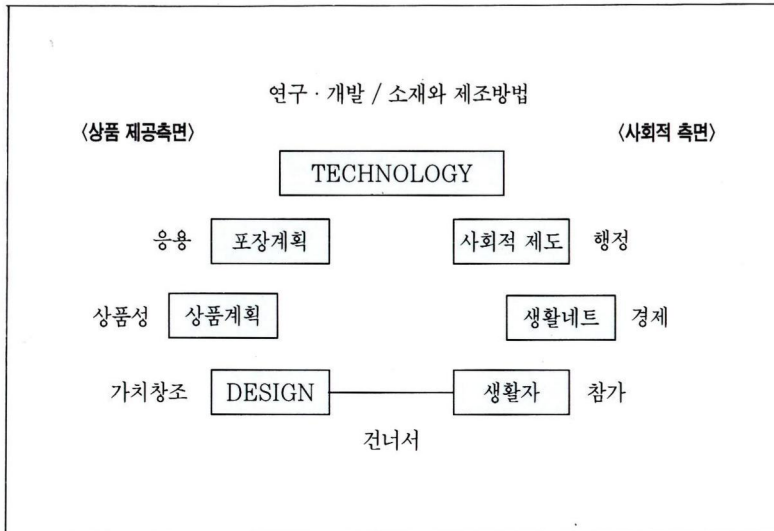 연구 · 개발 / 소재와 제조방법
〈상품 제공측면〉 〈사회적 측면〉
TECHNOLOGY
응용 포장계획 사회적 제도 행정
상품성 상품계획 생활네트 경제
가치창조 DESIGN 생활자 참가
건너서